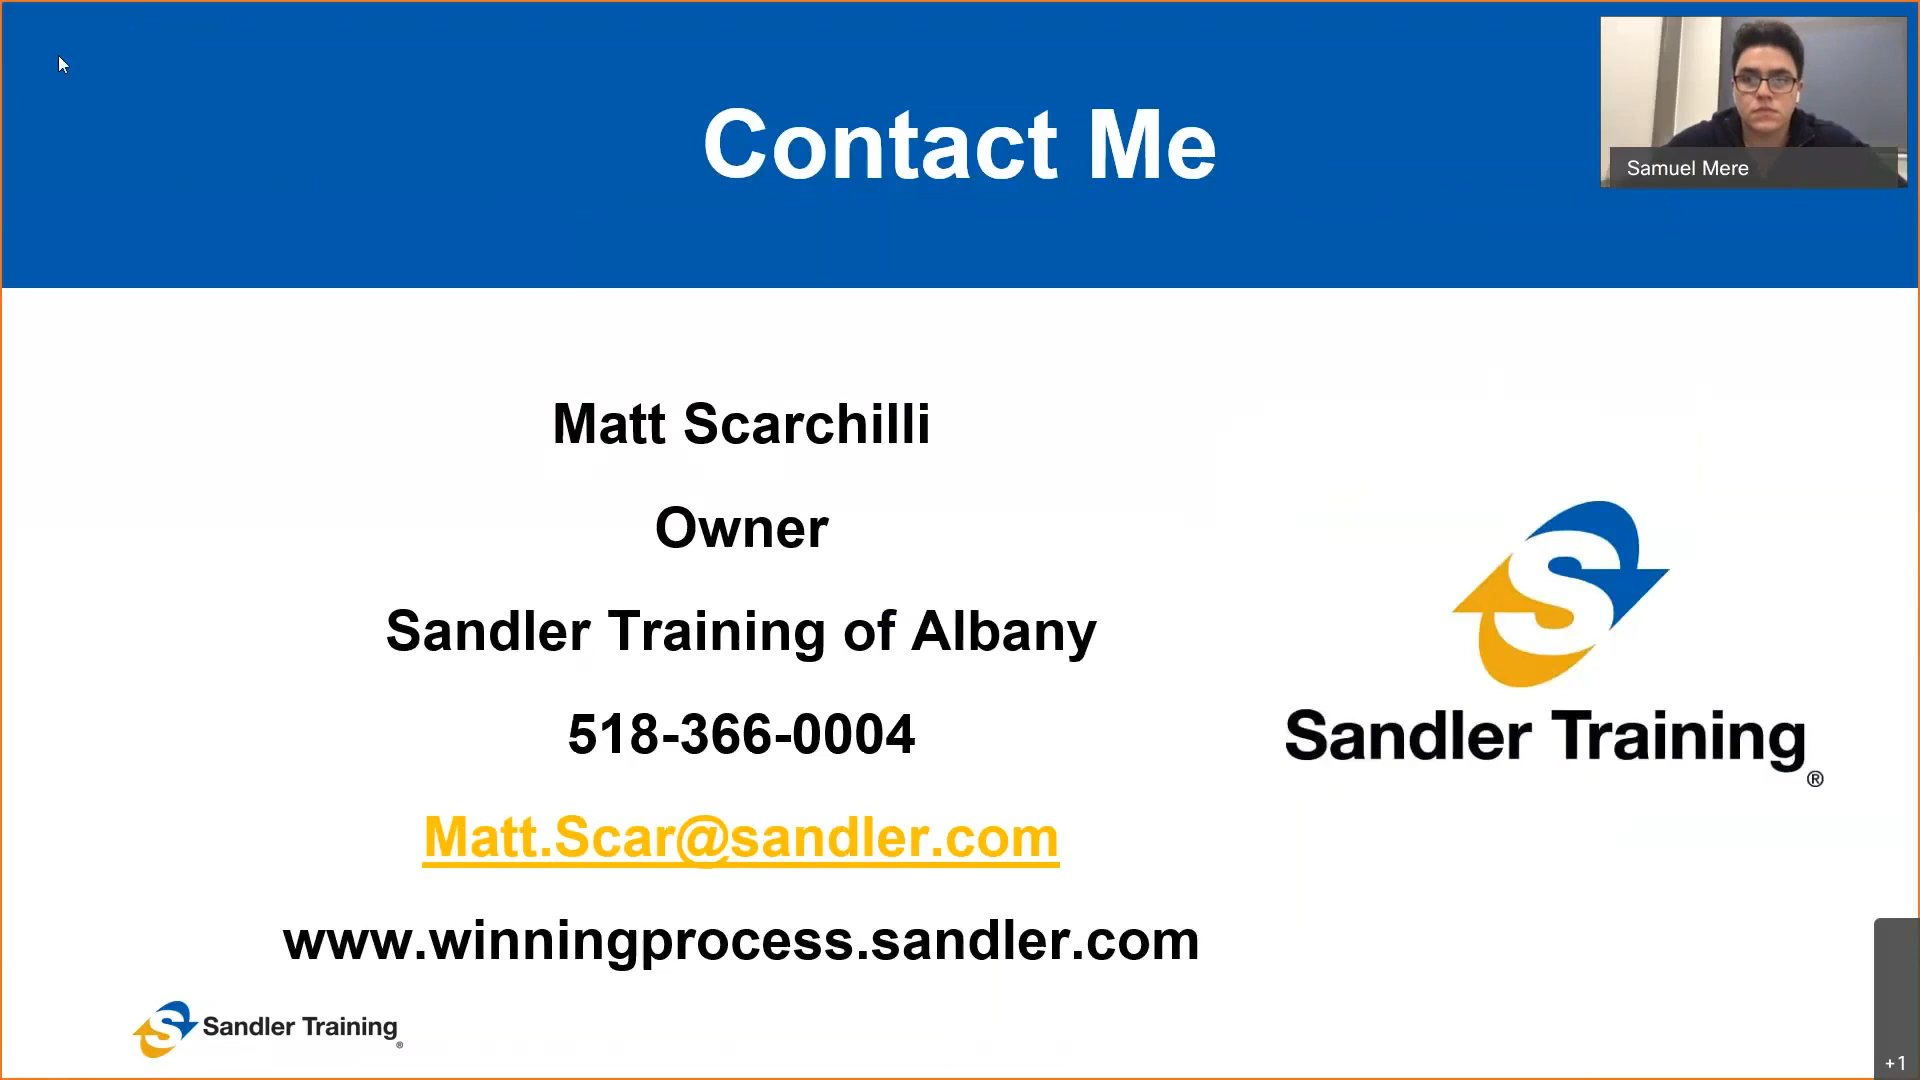 Contact Me
Samuel Mere
Matt Scarchilli
Owner
Sandler Training of Albany
518-366-0004
Matt.Scar@sandler.com
www.winningprocess.sandler.com
S
Sandler Training®
S
Sandler Training®
+1